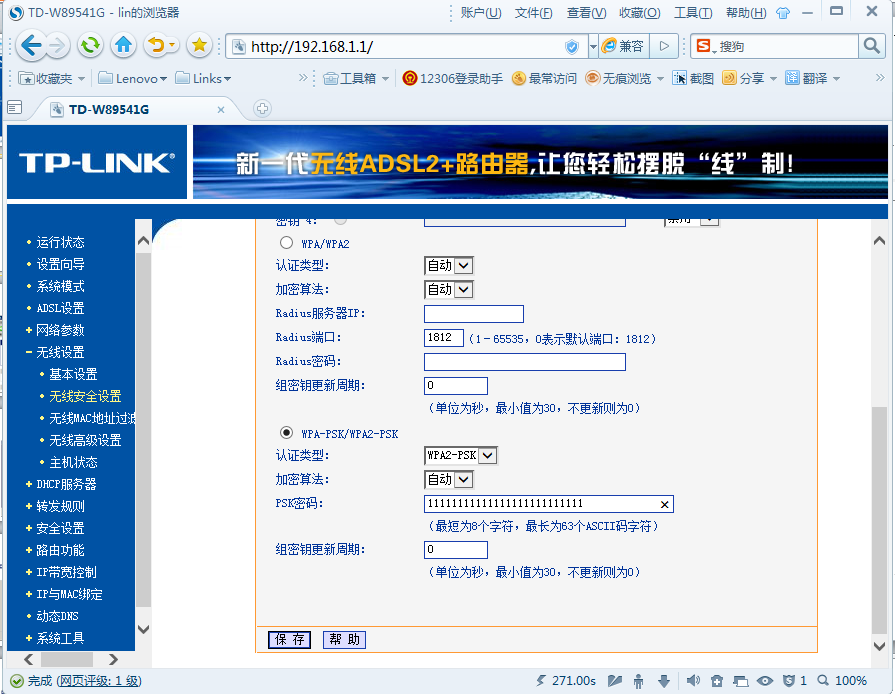 TD-W89541G - lin的浏览器
账户(U) 文件(F) 查看(V) 收藏(O) 工具(T) 帮助(H)
http://192.168.1.1/ 兼容 搜狗
收藏夹 Lenovo Links 工具箱 12306登录助手 最常访问 无痕浏览 截图 分享 翻译
TD-W89541G
TP-LINK® 新一代无线ADSL2+路由器,让您轻松摆脱“线”制!
运行状态
设置向导
系统模式
ADSL设置
网络参数
无线设置
基本设置
无线安全设置
无线MAC地址过滤
无线高级设置
主机状态
DHCP服务器
转发规则
安全设置
路由功能
IP带宽控制
IP与MAC绑定
动态DNS
系统工具
密钥 4: 禁用
WPA/WPA2
认证类型: 自动
加密算法: 自动
Radius服务器IP:
Radius端口: 1812 (1-65535,0表示默认端口:1812)
Radius密码:
组密钥更新周期: 0
(单位为秒,最小值为30,不更新则为0)
WPA-PSK/WPA2-PSK
认证类型: WPA2-PSK
加密算法: 自动
PSK密码:
(最短为8个字符,最长为63个ASCII码字符)
组密钥更新周期: 0
(单位为秒,最小值为30,不更新则为0)
保 存 帮 助
完成 (网页评级: 1 级) 271.00s 1 100%